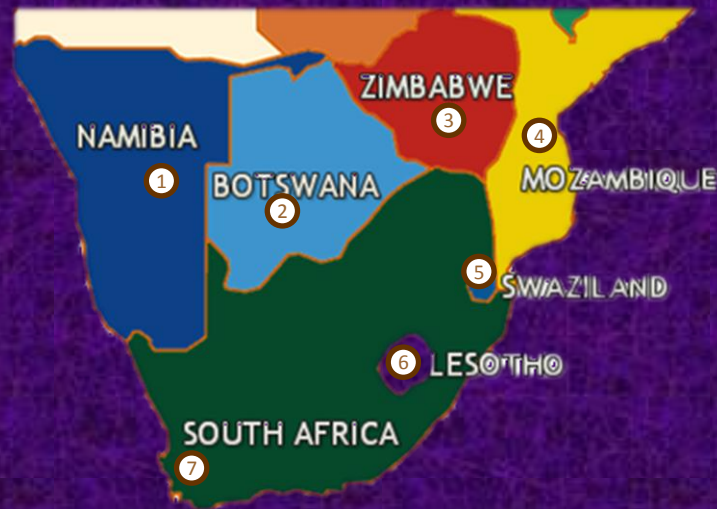 ZIMBABWE
3
4
NAMIBIA
1
BOTSWANA
2
MOZAMBIQUE
5
SWAZILAND
6
LESOTHO
SOUTH AFRICA
7